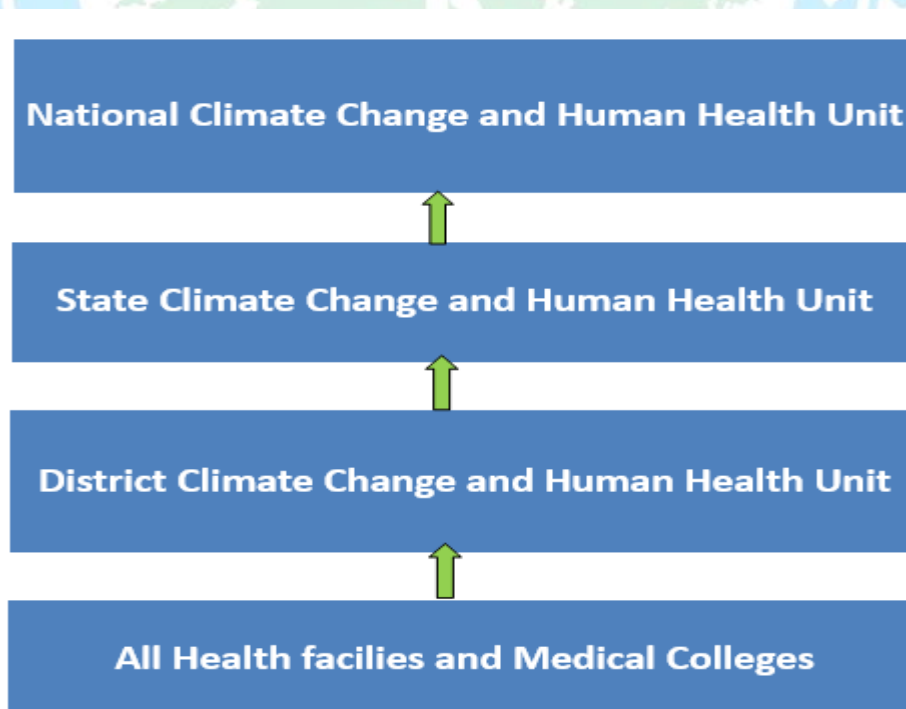 National Climate Change and Human Health Unit
State Climate Change and Human Health Unit
District Climate Change and Human Health Unit
All Health facilies and Medical Colleges